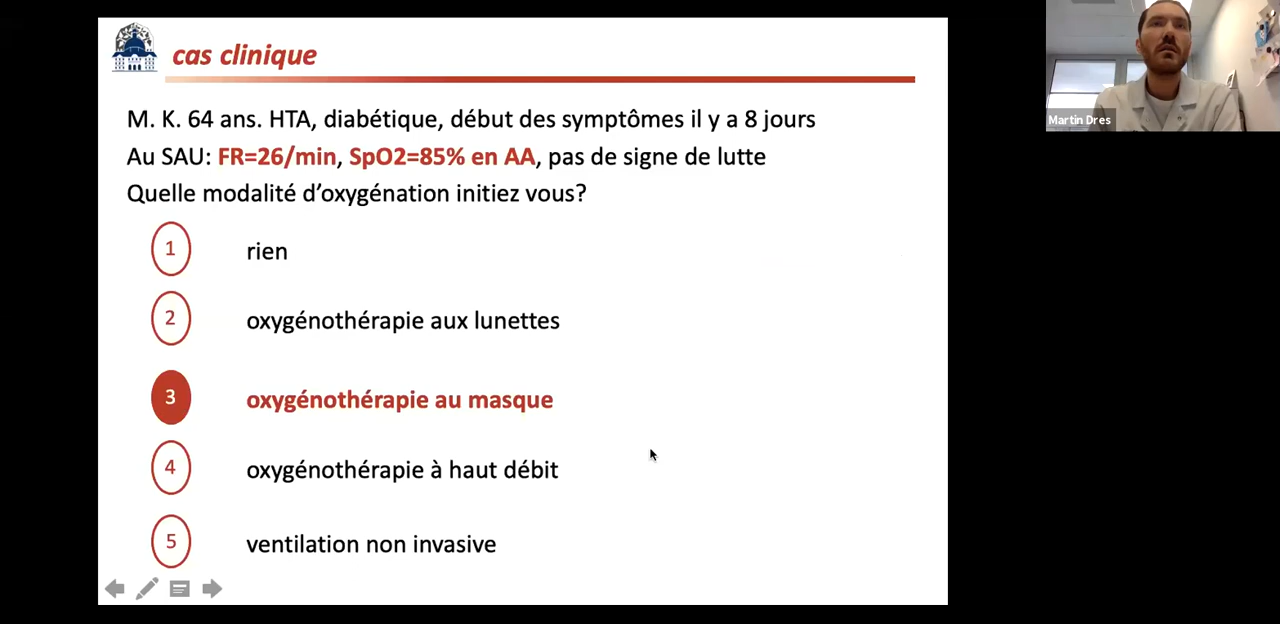 cas clinique
M. K. 64 ans. HTA, diabétique, début des symptômes il y a 8 jours
Au SAU: FR=26/min, SpO2=85% en AA, pas de signe de lutte
Quelle modalité d’oxygénation initiez vous?
1 rien
2 oxygénothérapie aux lunettes
3 oxygénothérapie au masque
4 oxygénothérapie à haut débit
5 ventilation non invasive
Martin Dres